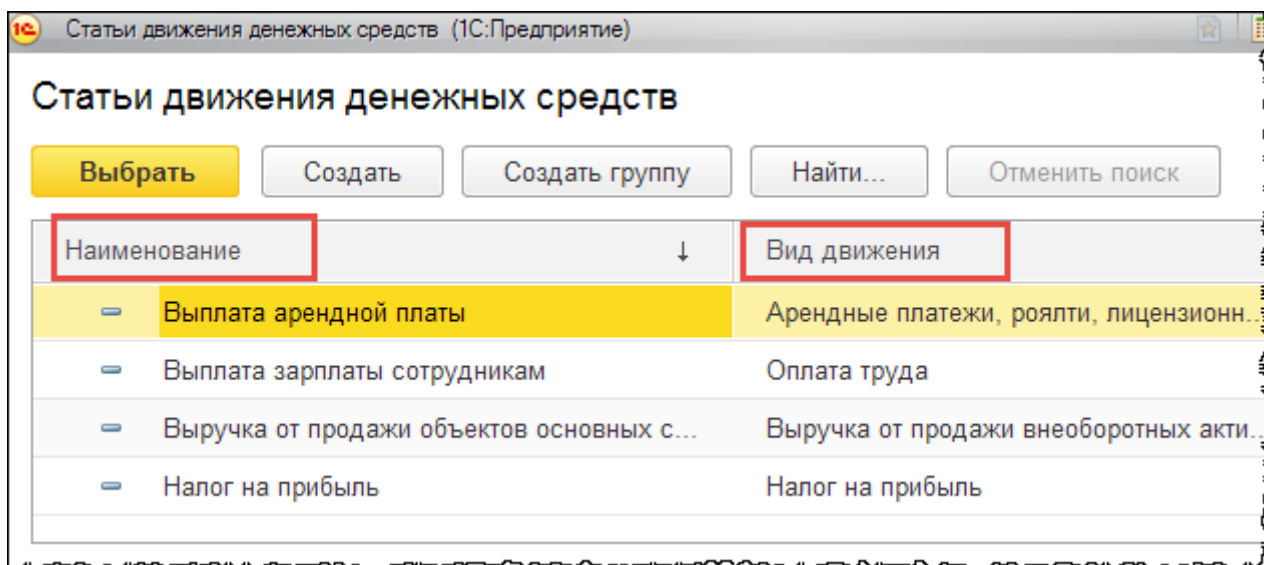 1С Статьи движения денежных средств (1С:Предприятие)
Статьи движения денежных средств
Выбрать Создать Создать группу Найти... Отменить поиск
Наименование ↓ Вид движения
Выплата арендной платы Арендные платежи, роялти, лицензионн...
Выплата зарплаты сотрудникам Оплата труда
Выручка от продажи объектов основных с... Выручка от продажи внеоборотных акти...
Налог на прибыль Налог на прибыль